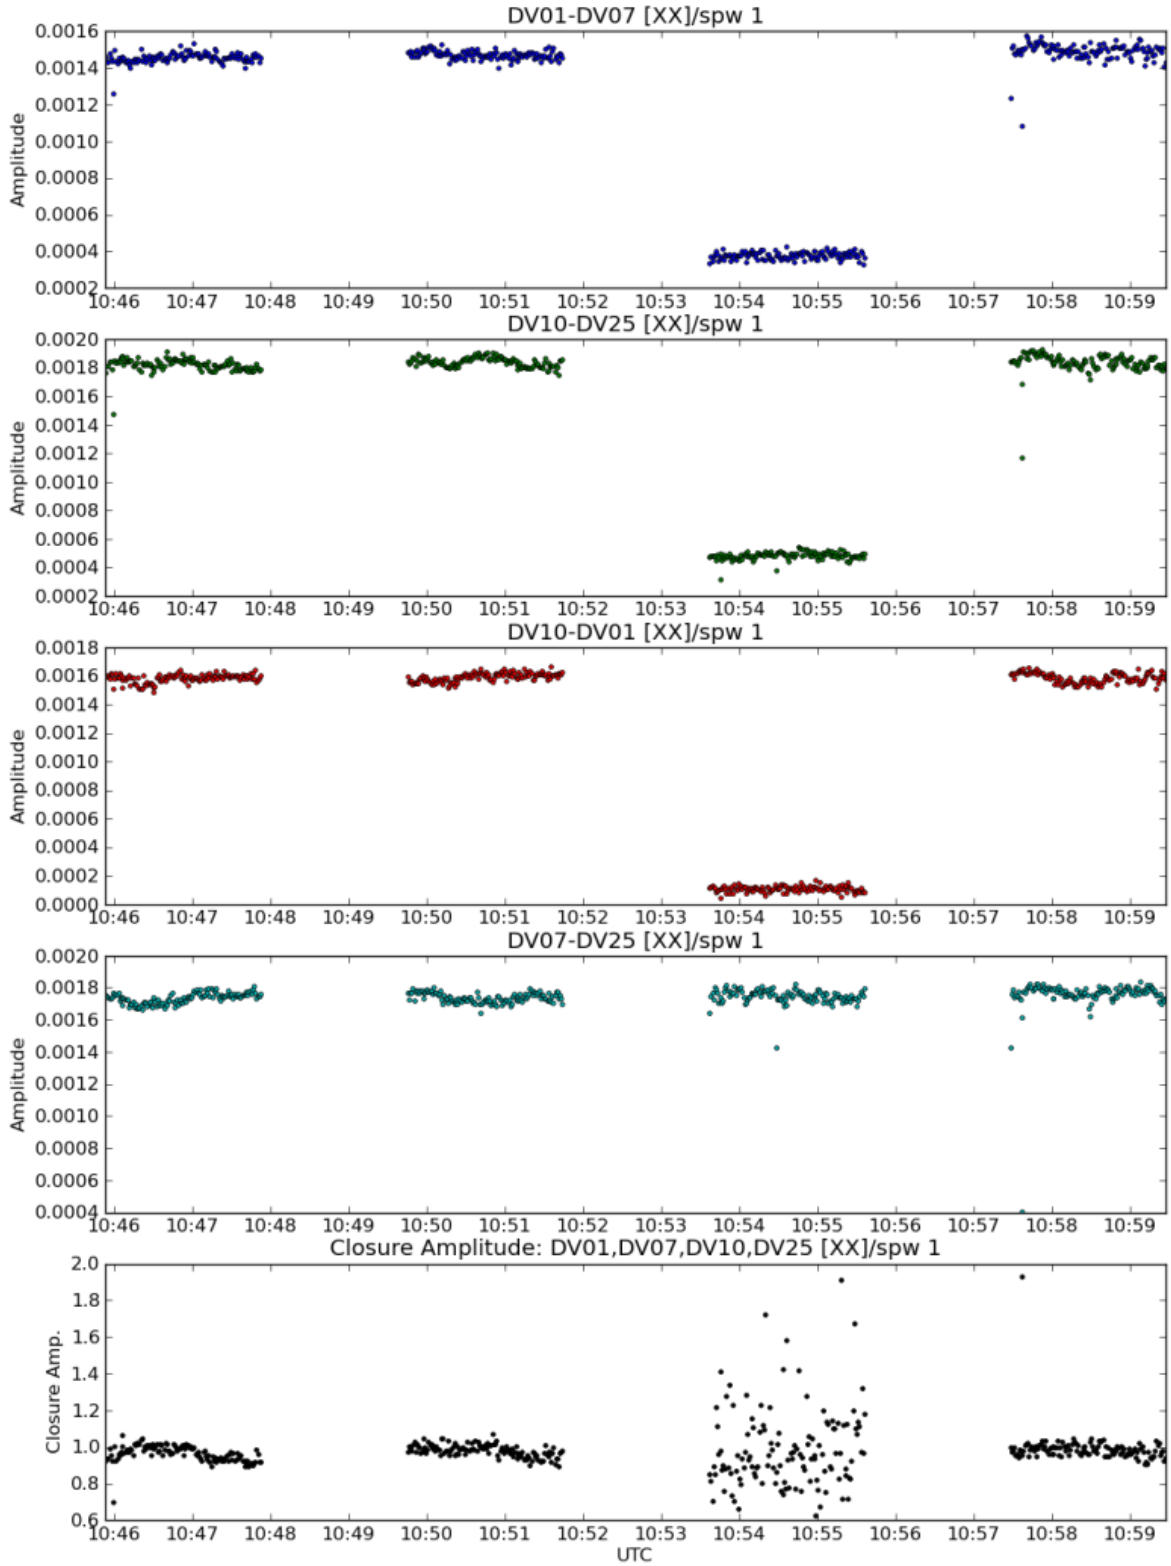 DV01-DV07 [XX]/spw 1
0.0016
0.0014
0.0012
0.0010
0.0008
0.0006
0.0004
0.0002
Amplitude
10:46 10:47 10:48 10:49 10:50 10:51 10:52 10:53 10:54 10:55 10:56 10:57 10:58 10:59
DV10-DV25 [XX]/spw 1
0.0020
0.0018
0.0016
0.0014
0.0012
0.0010
0.0008
0.0006
0.0004
0.0002
Amplitude
10:46 10:47 10:48 10:49 10:50 10:51 10:52 10:53 10:54 10:55 10:56 10:57 10:58 10:59
DV10-DV01 [XX]/spw 1
0.0018
0.0016
0.0014
0.0012
0.0010
0.0008
0.0006
0.0004
0.0002
0.0000
Amplitude
10:46 10:47 10:48 10:49 10:50 10:51 10:52 10:53 10:54 10:55 10:56 10:57 10:58 10:59
DV07-DV25 [XX]/spw 1
0.0020
0.0018
0.0016
0.0014
0.0012
0.0010
0.0008
0.0006
0.0004
Amplitude
10:46 10:47 10:48 10:49 10:50 10:51 10:52 10:53 10:54 10:55 10:56 10:57 10:58 10:59
Closure Amplitude: DV01,DV07,DV10,DV25 [XX]/spw 1
2.0
1.8
1.6
1.4
1.2
1.0
0.8
0.6
Closure Amp.
10:46 10:47 10:48 10:49 10:50 10:51 10:52 10:53 10:54 10:55 10:56 10:57 10:58 10:59
UTC